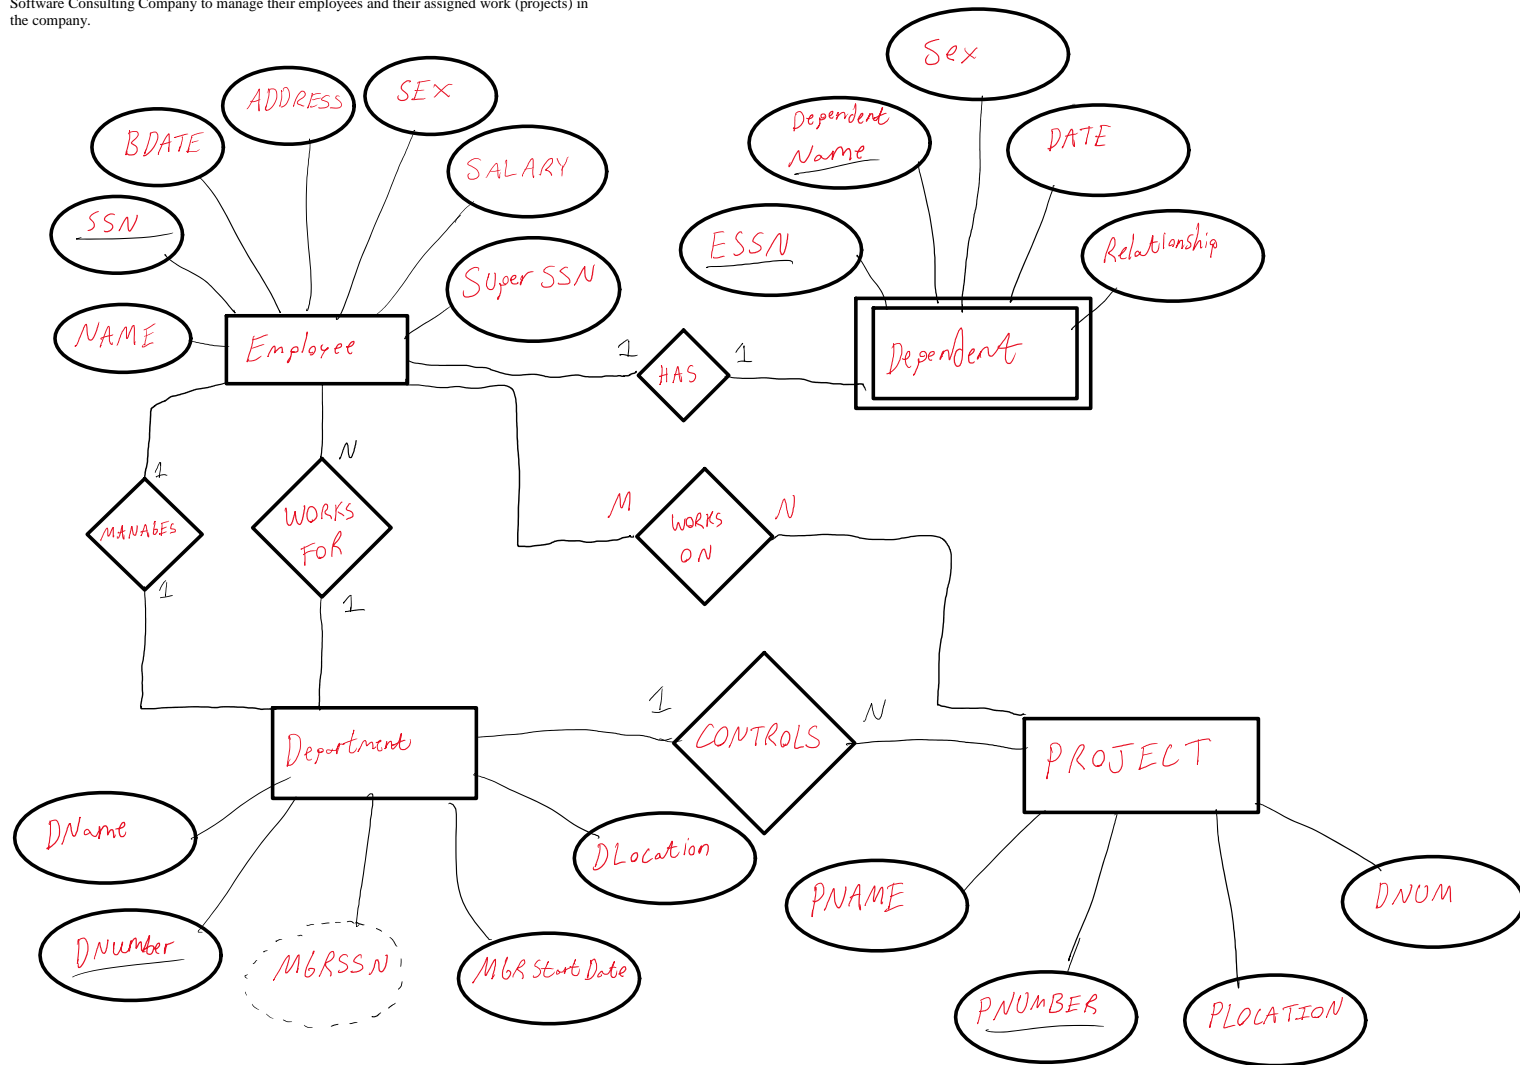 Software Consulting Company to manage their employees and their assigned work (projects) in
the company.
Sex
ADDRESS
SEX
BDATE
Dependent
Name
DATE
SALARY
SSN
ESSN
Relationship
Super SSN
NAME
Employee
1
HAS
1
Dependent
N
1
M
N
MANAGES
WORKS
FOR
WORKS
ON
1
1
1
N
Department
CONTROLS
PROJECT
DName
DLocation
PNAME
DNUM
DNumber
MGRSSN
MGR Start Date
PNUMBER
PLOCATION